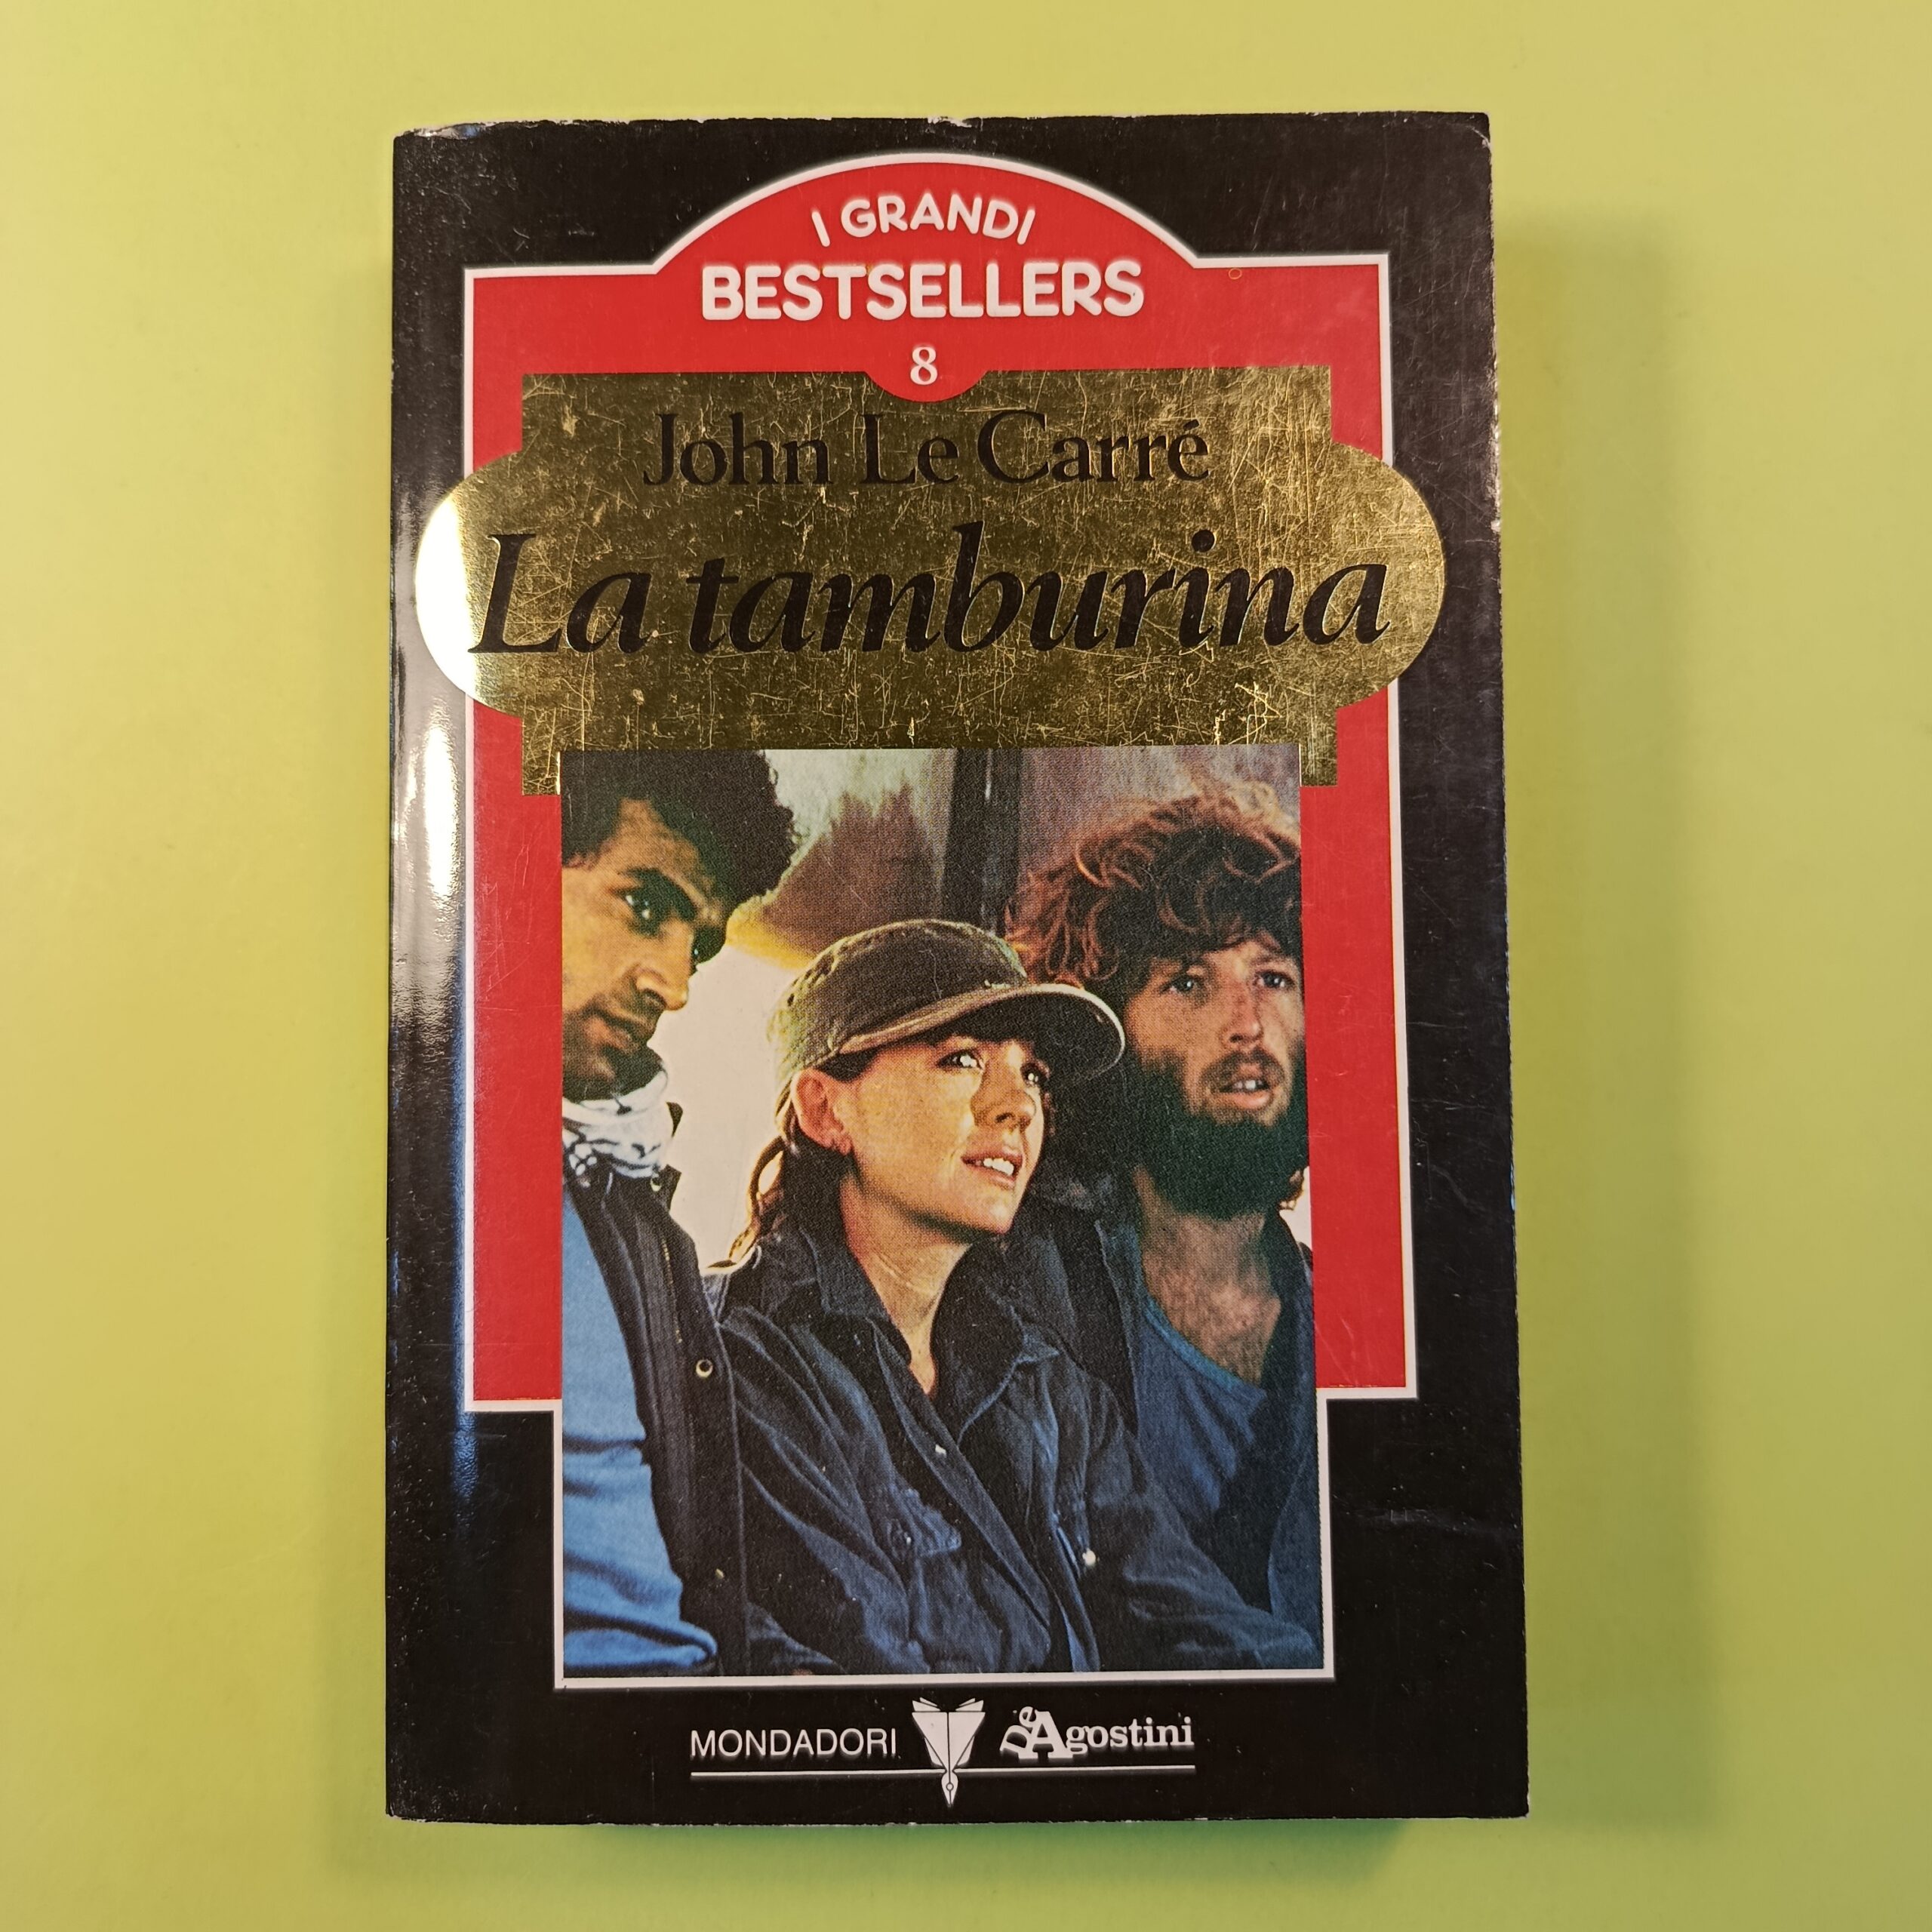 I GRANDI
BESTSELLERS
8
John Le Carré
La tamburina
MONDADORI DeAgostini